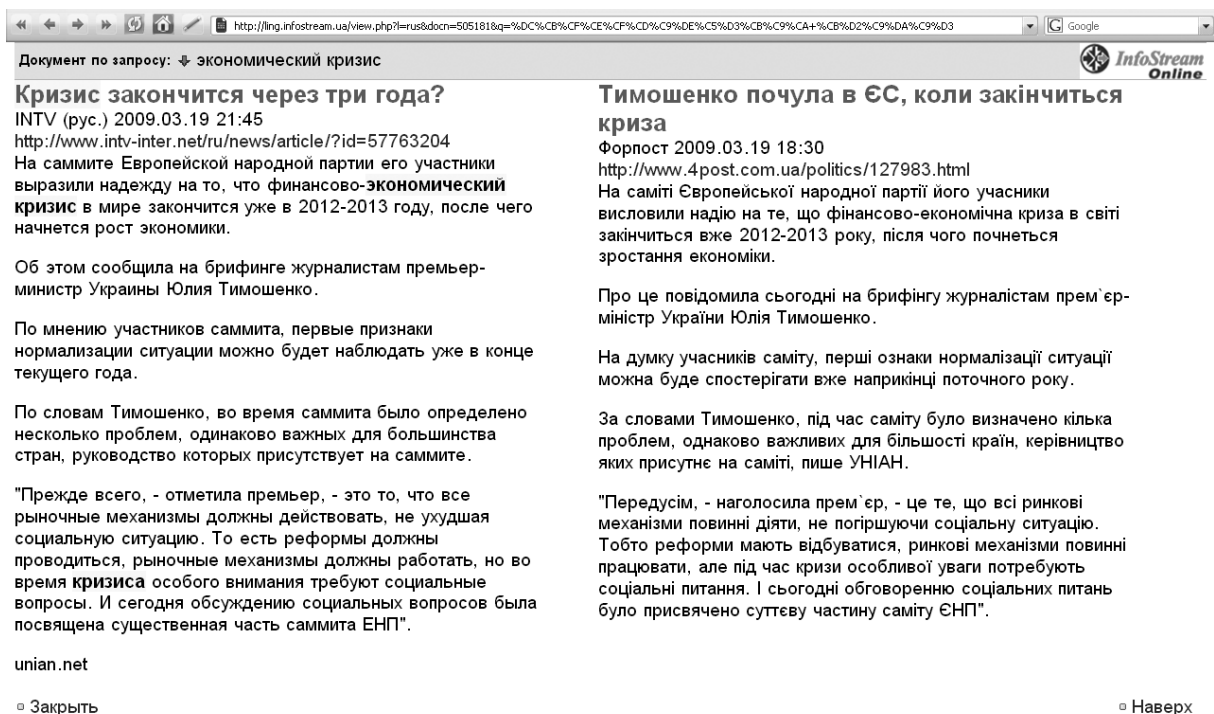 http://ling.infostream.ua/view.php?l=rus&docn=505181&q=%DC%CB%CF%CE%CF%CD%C9%DE%C5%D3%CB%C9%CA+%CB%D2%C9%DA%C9%D3
Google
Документ по запросу: экономический кризис
InfoStream
Online
Кризис закончится через три года?
INTV (рус.) 2009.03.19 21:45
http://www.intv-inter.net/ru/news/article/?id=57763204
На саммите Европейской народной партии его участники
выразили надежду на то, что финансово-экономический
кризис в мире закончится уже в 2012-2013 году, после чего
начнется рост экономики.
Об этом сообщила на брифинге журналистам премьер-
министр Украины Юлия Тимошенко.
По мнению участников саммита, первые признаки
нормализации ситуации можно будет наблюдать уже в конце
текущего года.
По словам Тимошенко, во время саммита было определено
несколько проблем, одинаково важных для большинства
стран, руководство которых присутствует на саммите.
"Прежде всего, - отметила премьер, - это то, что все
рыночные механизмы должны действовать, не ухудшая
социальную ситуацию. То есть реформы должны
проводиться, рыночные механизмы должны работать, но во
время кризиса особого внимания требуют социальные
вопросы. И сегодня обсуждению социальных вопросов была
посвящена существенная часть саммита ЕНП".
unian.net
Закрыть
Тимошенко почула в ЄС, коли закінчиться
криза
Форпост 2009.03.19 18:30
http://www.4post.com.ua/politics/127983.html
На саміті Європейської народної партії його учасники
висловили надію на те, що фінансово-економічна криза в світі
закінчиться вже 2012-2013 року, після чого почнеться
зростання економіки.
Про це повідомила сьогодні на брифінгу журналістам прем`єр-
міністр України Юлія Тимошенко.
На думку учасників саміту, перші ознаки нормалізації ситуації
можна буде спостерігати вже наприкінці поточного року.
За словами Тимошенко, під час саміту було визначено кілька
проблем, однаково важливих для більшості країн, керівництво
яких присутнє на саміті, пише УНІАН.
"Передусім, - наголосила прем`єр, - це те, що всі ринкові
механізми повинні діяти, не погіршуючи соціальну ситуацію.
Тобто реформи мають відбуватися, ринкові механізми повинні
працювати, але під час кризи особливої уваги потребують
соціальні питання. І сьогодні обговоренню соціальних питань
було присвячено суттєву частину саміту ЄНП".
Наверх